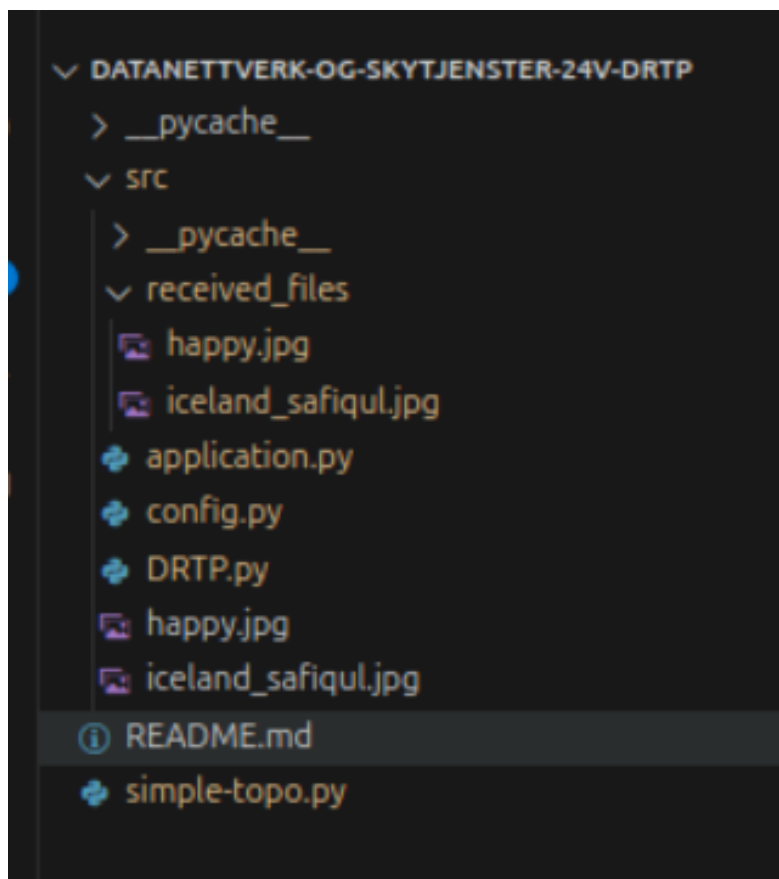 DATANETTVERK-OG-SKYTJENSTER-24V-DRTP
__pycache__
src
__pycache__
received_files
happy.jpg
iceland_safiqul.jpg
application.py
config.py
DRTP.py
happy.jpg
iceland_safiqul.jpg
README.md
simple-topo.py